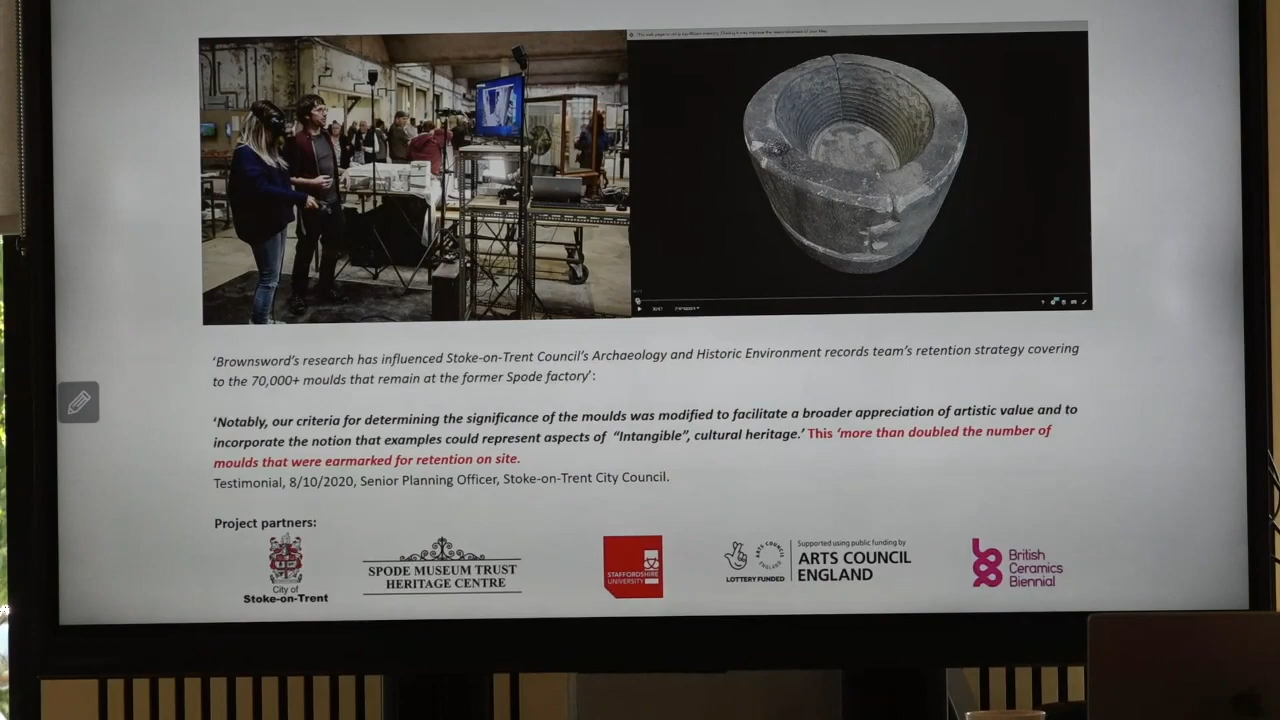 ‘Brownsword’s research has influenced Stoke-on-Trent Council’s Archaeology and Historic Environment records team’s retention strategy covering
to the 70,000+ moulds that remain at the former Spode factory’:
‘Notably, our criteria for determining the significance of the moulds was modified to facilitate a broader appreciation of artistic value and to
incorporate the notion that examples could represent aspects of “Intangible”, cultural heritage.’ This ‘more than doubled the number of
moulds that were earmarked for retention on site.
Testimonial, 8/10/2020, Senior Planning Officer, Stoke-on-Trent City Council.
Project partners:
City of
Stoke-on-Trent
SPODE MUSEUM TRUST
HERITAGE CENTRE
STAFFORDSHIRE
UNIVERSITY
LOTTERY FUNDED
ARTS COUNCIL
ENGLAND
Supported using public funding by
ARTS COUNCIL
ENGLAND
British
Ceramics
Biennial